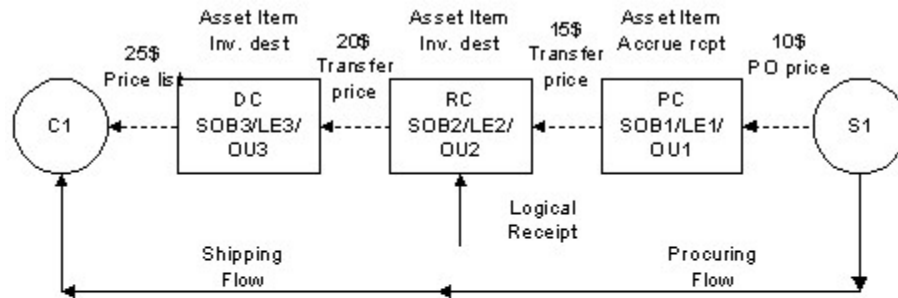 Asset Item
Inv. dest
Asset Item
Inv. dest
Asset Item
Accrue rcpt
25$
Price list
20$
Transfer
price
15$
Transfer
price
10$
PO price
C1
DC
SOB3/LE3/
OU3
RC
SOB2/LE2/
OU2
PC
SOB1/LE1/
OU1
S1
Logical
Receipt
Shipping
Flow
Procuring
Flow